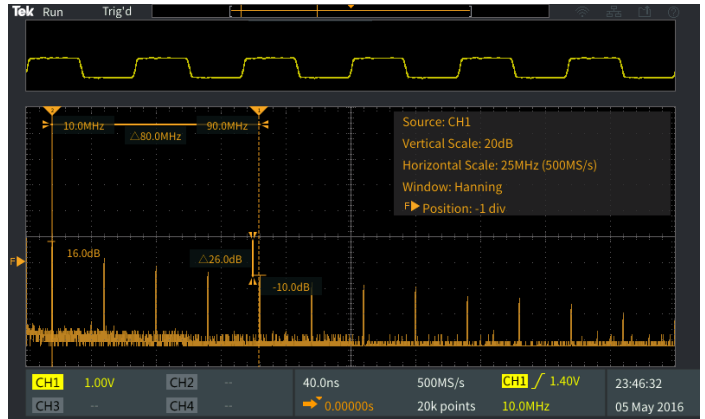 Tek Run Trig'd
10.0MHz 90.0MHz
△80.0MHz
Source: CH1
Vertical Scale: 20dB
Horizontal Scale: 25MHz (500MS/s)
Window: Hanning
F Position: -1 div
F
16.0dB
△26.0dB
-10.0dB
CH1 1.00V CH2 -- 40.0ns 500MS/s CH1 1.40V 23:46:32
CH3 -- CH4 -- 0.00000s 20k points 10.0MHz 05 May 2016